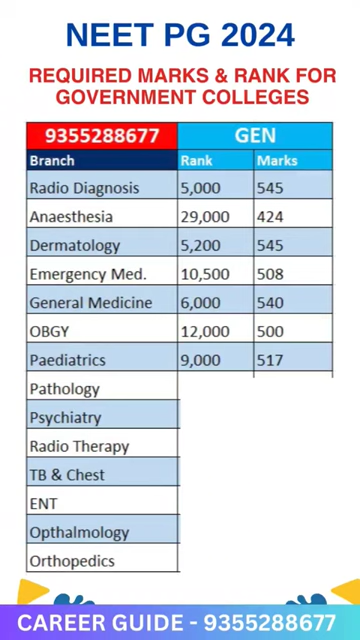 NEET PG 2024
REQUIRED MARKS & RANK FOR
GOVERNMENT COLLEGES
9355288677 GEN
Branch Rank Marks
Radio Diagnosis 5,000 545
Anaesthesia 29,000 424
Dermatology 5,200 545
Emergency Med. 10,500 508
General Medicine 6,000 540
OBGY 12,000 500
Paediatrics 9,000 517
Pathology
Psychiatry
Radio Therapy
TB & Chest
ENT
Opthalmology
Orthopedics
CAREER GUIDE - 9355288677